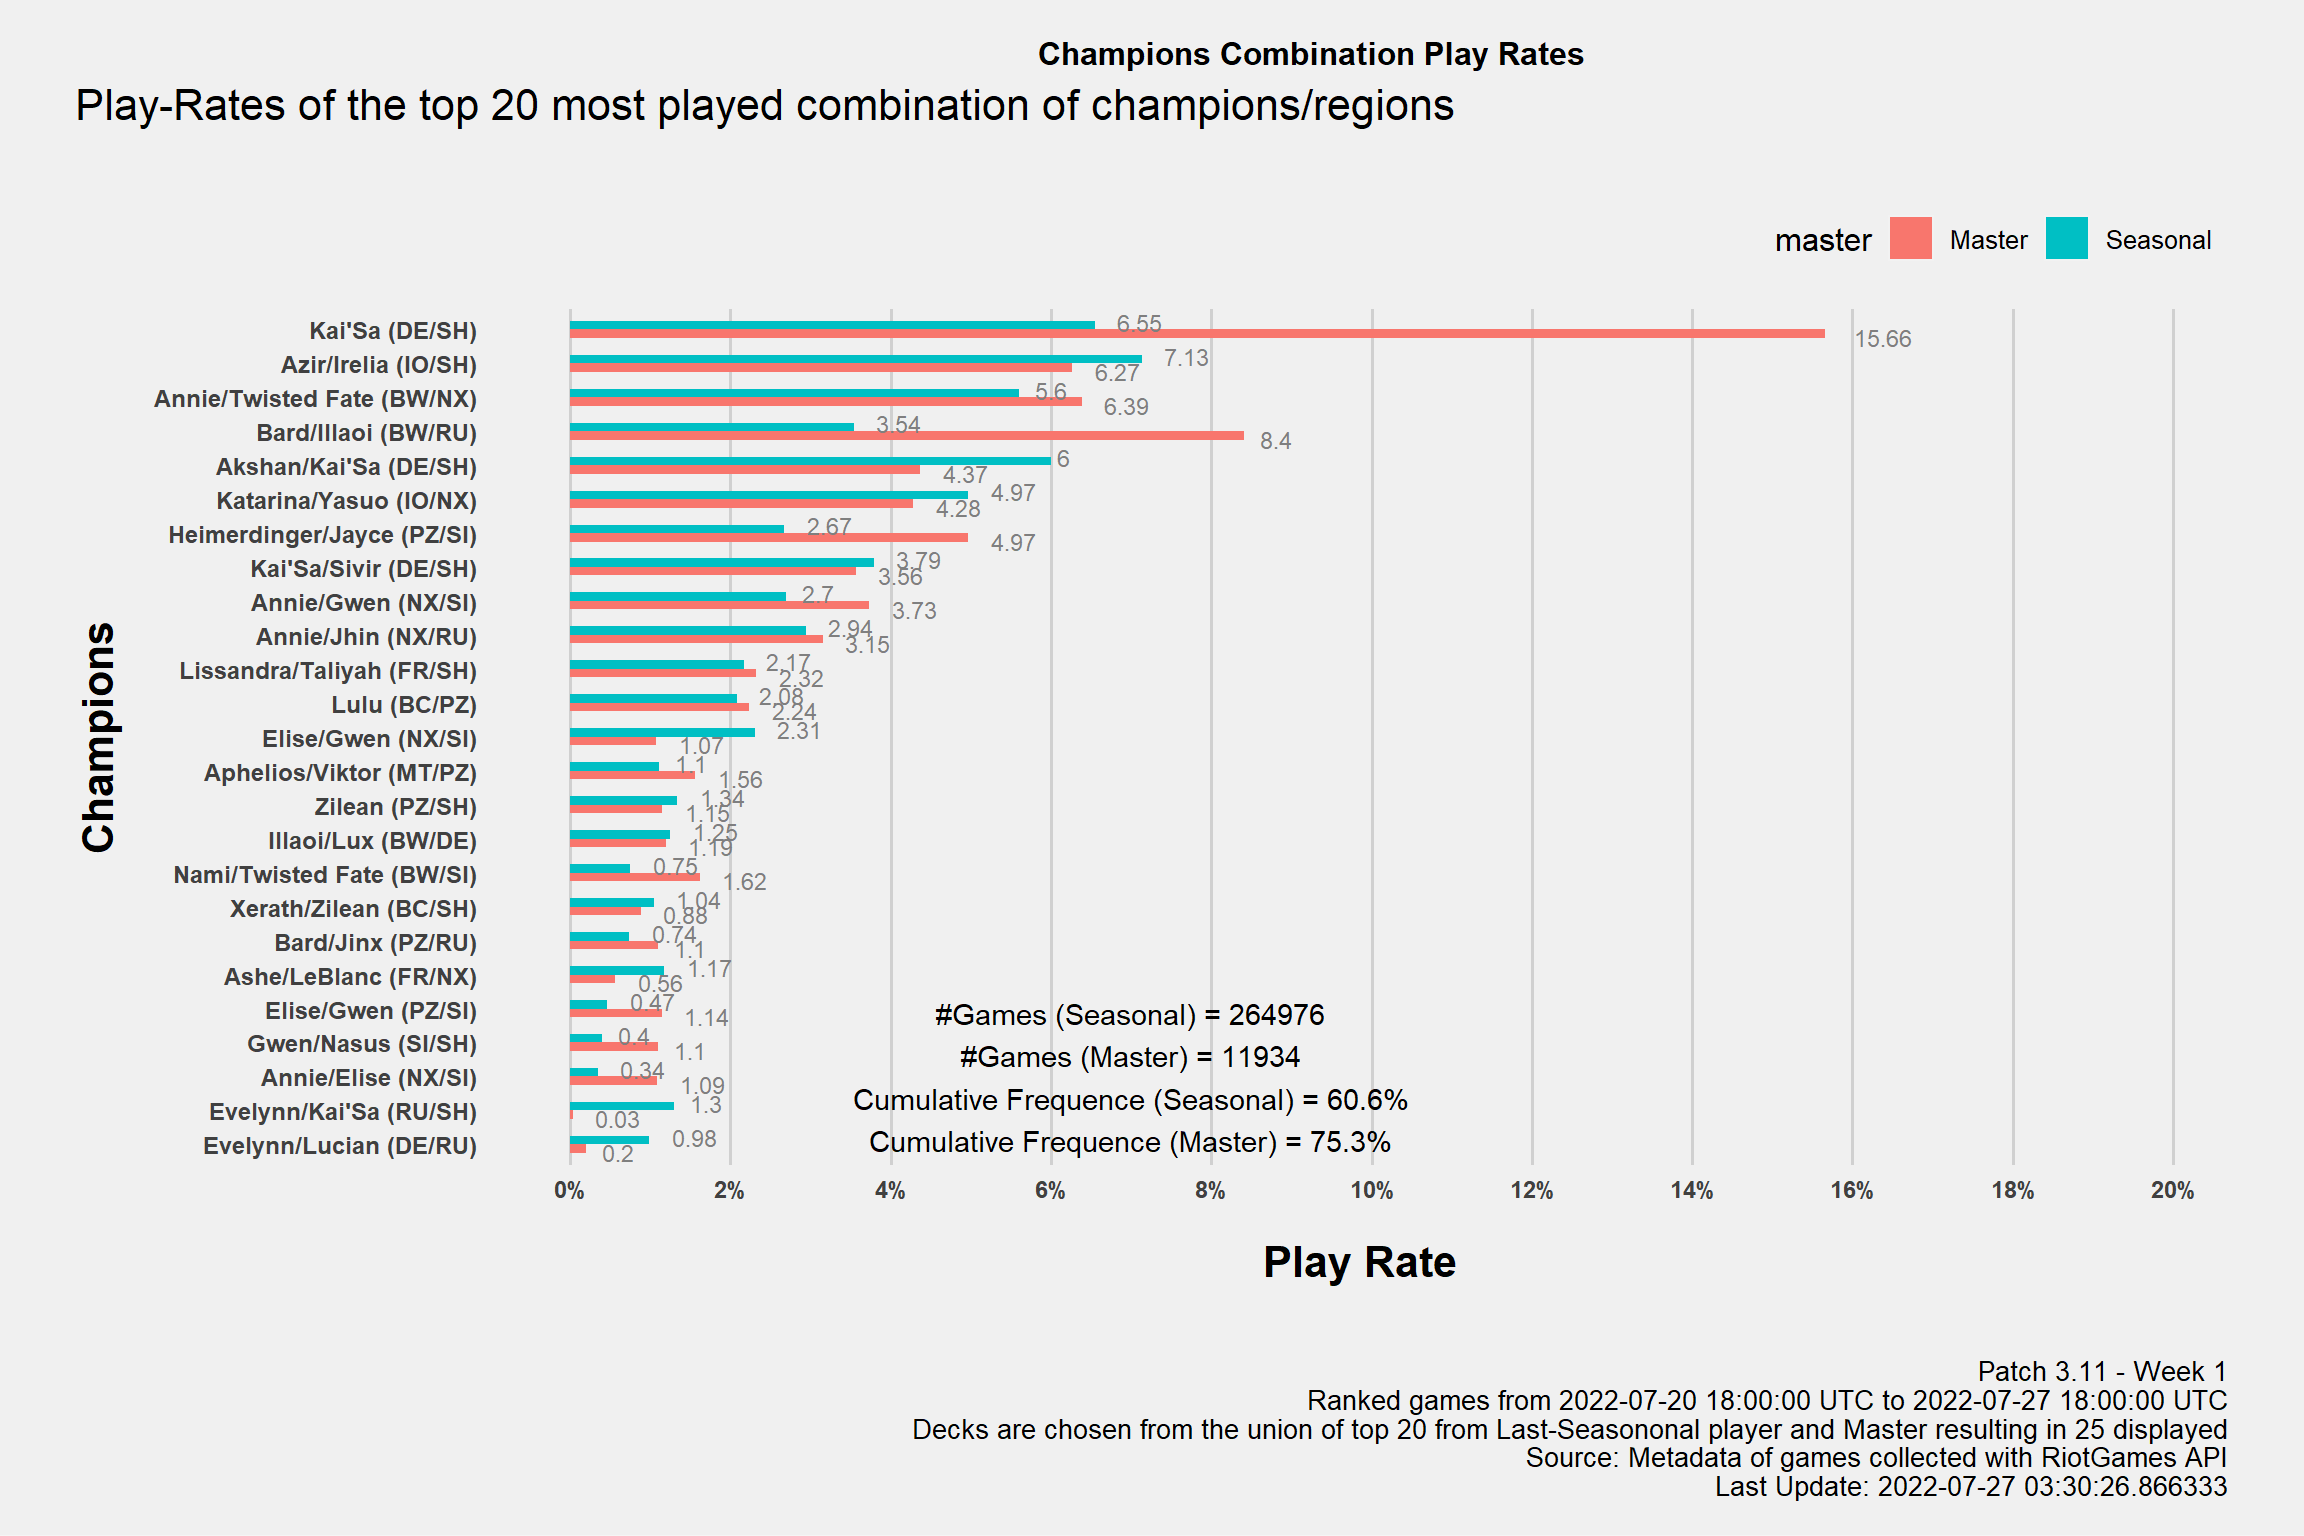 Champions Combination Play Rates
Play-Rates of the top 20 most played combination of champions/regions
master Master Seasonal
Champions
Kai'Sa (DE/SH) 6.55 15.66
Azir/Irelia (IO/SH) 7.13 6.27
Annie/Twisted Fate (BW/NX) 5.6 6.39
Bard/Illaoi (BW/RU) 3.54 8.4
Akshan/Kai'Sa (DE/SH) 6 4.37
Katarina/Yasuo (IO/NX) 4.97 4.28
Heimerdinger/Jayce (PZ/SI) 2.67 4.97
Kai'Sa/Sivir (DE/SH) 3.79 3.56
Annie/Gwen (NX/SI) 2.7 3.73
Annie/Jhin (NX/RU) 2.94 3.15
Lissandra/Taliyah (FR/SH) 2.17 2.32
Lulu (BC/PZ) 2.08 2.24
Elise/Gwen (NX/SI) 2.31 1.07
Aphelios/Viktor (MT/PZ) 1.1 1.56
Zilean (PZ/SH) 1.34 1.15
Illaoi/Lux (BW/DE) 1.25 1.19
Nami/Twisted Fate (BW/SI) 0.75 1.62
Xerath/Zilean (BC/SH) 1.04 0.88
Bard/Jinx (PZ/RU) 0.74 1.1
Ashe/LeBlanc (FR/NX) 1.17 0.56
Elise/Gwen (PZ/SI) 0.47 1.14
Gwen/Nasus (SI/SH) 0.4 1.1
Annie/Elise (NX/SI) 0.34 1.09
Evelynn/Kai'Sa (RU/SH) 1.3 0.03
Evelynn/Lucian (DE/RU) 0.98 0.2
#Games (Seasonal) = 264976
#Games (Master) = 11934
Cumulative Frequence (Seasonal) = 60.6%
Cumulative Frequence (Master) = 75.3%
0% 2% 4% 6% 8% 10% 12% 14% 16% 18% 20%
Play Rate
Patch 3.11 - Week 1
Ranked games from 2022-07-20 18:00:00 UTC to 2022-07-27 18:00:00 UTC
Decks are chosen from the union of top 20 from Last-Seasononal player and Master resulting in 25 displayed
Source: Metadata of games collected with RiotGames API
Last Update: 2022-07-27 03:30:26.866333